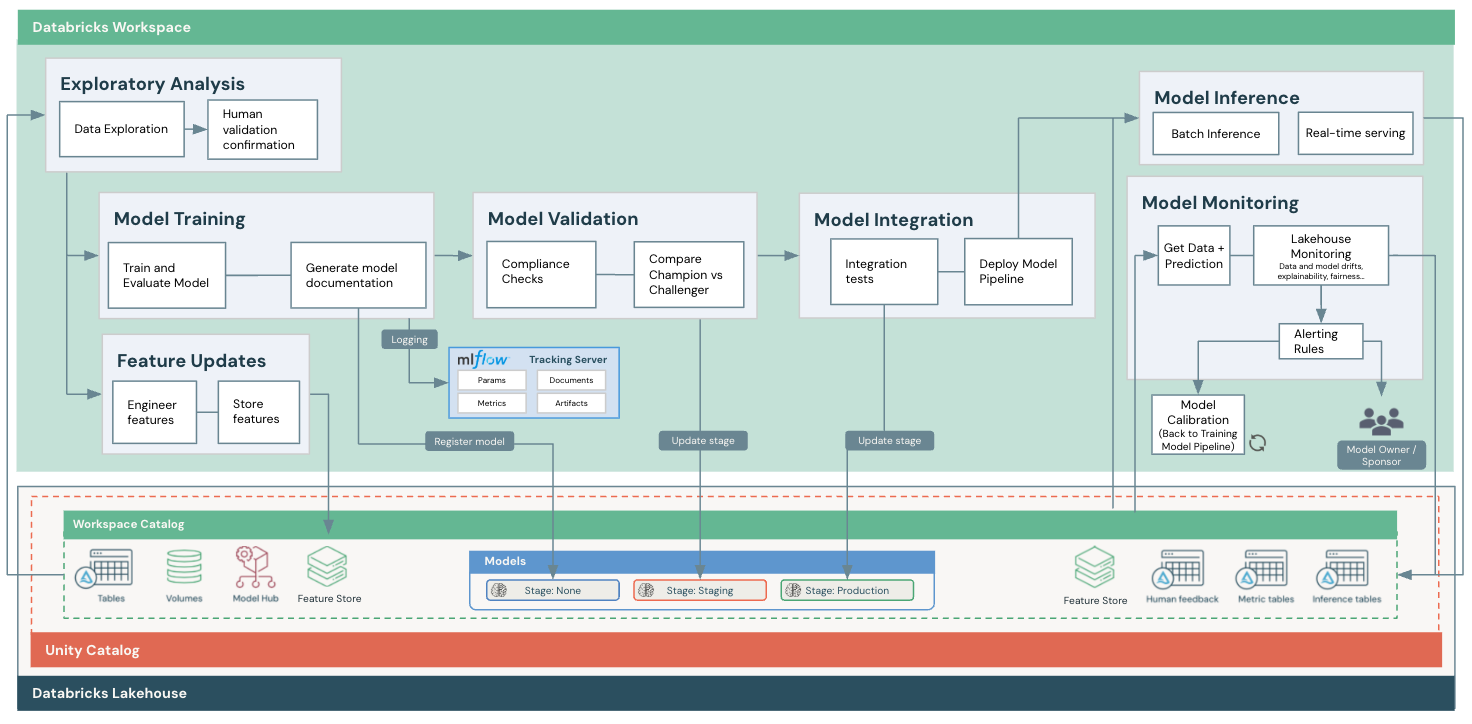 Databricks Workspace
Exploratory Analysis
Data Exploration
Human
validation
confirmation
Model Training
Train and
Evaluate Model
Generate model
documentation
Feature Updates
Engineer
features
Store
features
Logging
mlflow
Tracking Server
Params
Documents
Metrics
Artifacts
Model Validation
Compliance
Checks
Compare
Champion vs
Challenger
Model Integration
Integration
tests
Deploy Model
Pipeline
Model Inference
Batch Inference
Real-time serving
Model Monitoring
Get Data +
Prediction
Lakehouse
Monitoring
Data and model drifts,
explainability, fairness...
Alerting
Rules
Model
Calibration
(Back to Training
Model Pipeline)
Model Owner /
Sponsor
Register model
Update stage
Update stage
Workspace Catalog
Tables
Volumes
Model Hub
Feature Store
Models
Stage: None
Stage: Staging
Stage: Production
Feature Store
Human feedback
Metric tables
Inference tables
Unity Catalog
Databricks Lakehouse